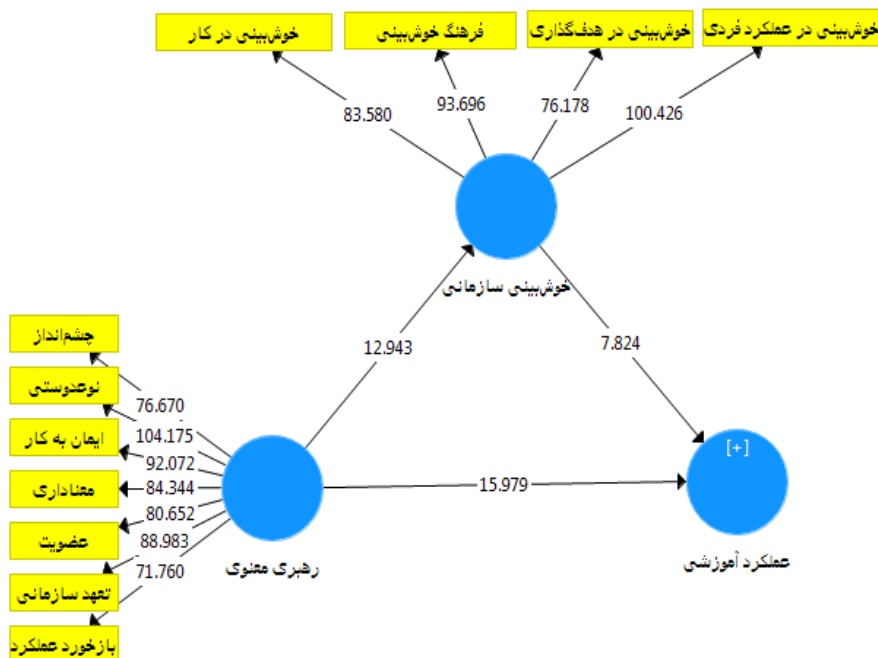 خوش‌بینی در عملکرد فردی
خوش‌بینی در هدف‌گذاری
فرهنگ خوش‌بینی
خوش‌بینی در کار
100.426
76.178
93.696
83.580
خوش‌بینی سازمانی
12.943
7.824
چشم‌انداز
نوعدوستی
ایمان به کار
معناداری
عضویت
تعهد سازمانی
بازخورد عملکرد
76.670
104.175
92.072
84.344
80.652
88.983
71.760
15.979
[+]
رهبری معنوی
عملکرد آموزشی